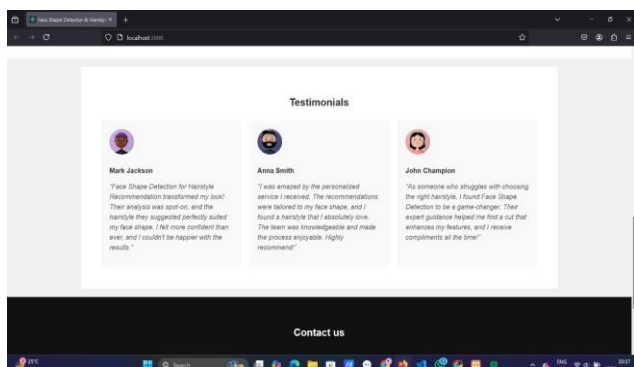 Face Shape Detector & Hairsty
localhost:3000
Testimonials
Mark Jackson
"Face Shape Detection for Hairstyle
Recommendation transformed my look!
Their analysis was spot-on, and the
hairstyle they suggested perfectly suited
my face shape. I felt more confident than
ever, and I couldn't be happier with the
results."
Anna Smith
"I was amazed by the personalized
service I received. The recommendations
were tailored to my face shape, and I
found a hairstyle that I absolutely love.
The team was knowledgeable and made
the process enjoyable. Highly
recommend!"
John Champion
"As someone who struggles with choosing
the right hairstyle, I found Face Shape
Detection to be a game-changer. Their
expert guidance helped me find a cut that
enhances my features, and I receive
compliments all the time!"
Contact us
25°C
Search
ENG
20:17